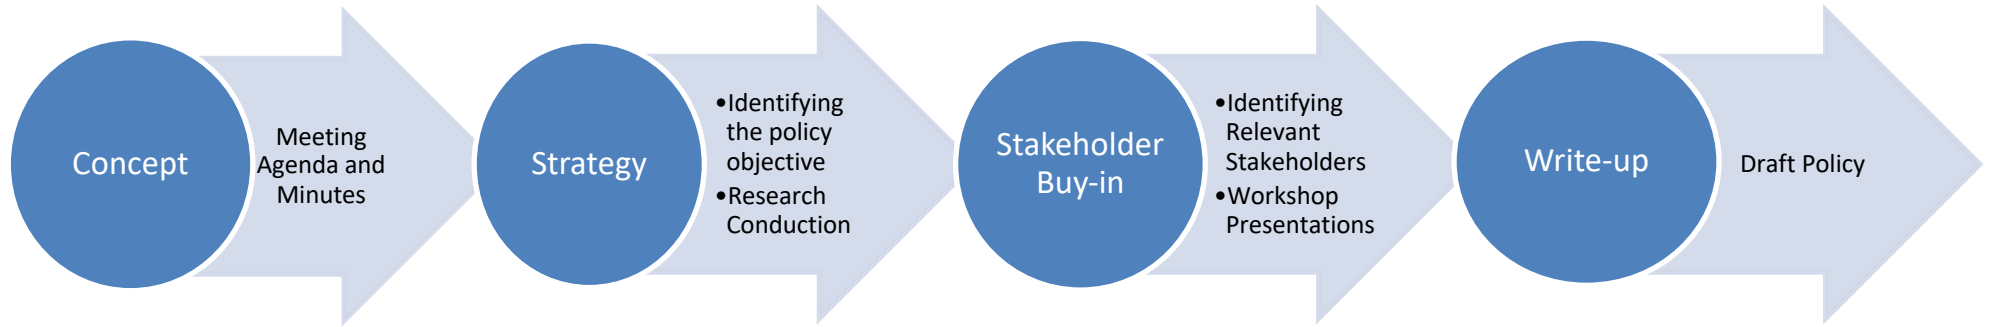 Concept
Meeting
Agenda and
Minutes
Strategy
•Identifying
the policy
objective
•Research
Conduction
Stakeholder
Buy-in
•Identifying
Relevant
Stakeholders
•Workshop
Presentations
Write-up
Draft Policy